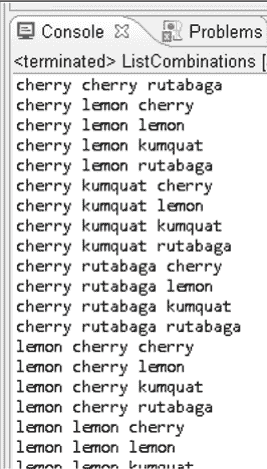 Console Problems
<terminated> ListCombinations [
cherry cherry rutabaga
cherry lemon cherry
cherry lemon lemon
cherry lemon kumquat
cherry lemon rutabaga
cherry kumquat cherry
cherry kumquat lemon
cherry kumquat kumquat
cherry kumquat rutabaga
cherry rutabaga cherry
cherry rutabaga lemon
cherry rutabaga kumquat
cherry rutabaga rutabaga
lemon cherry cherry
lemon cherry lemon
lemon cherry kumquat
lemon cherry rutabaga
lemon lemon cherry
lemon lemon lemon
lemon lemon kumquat